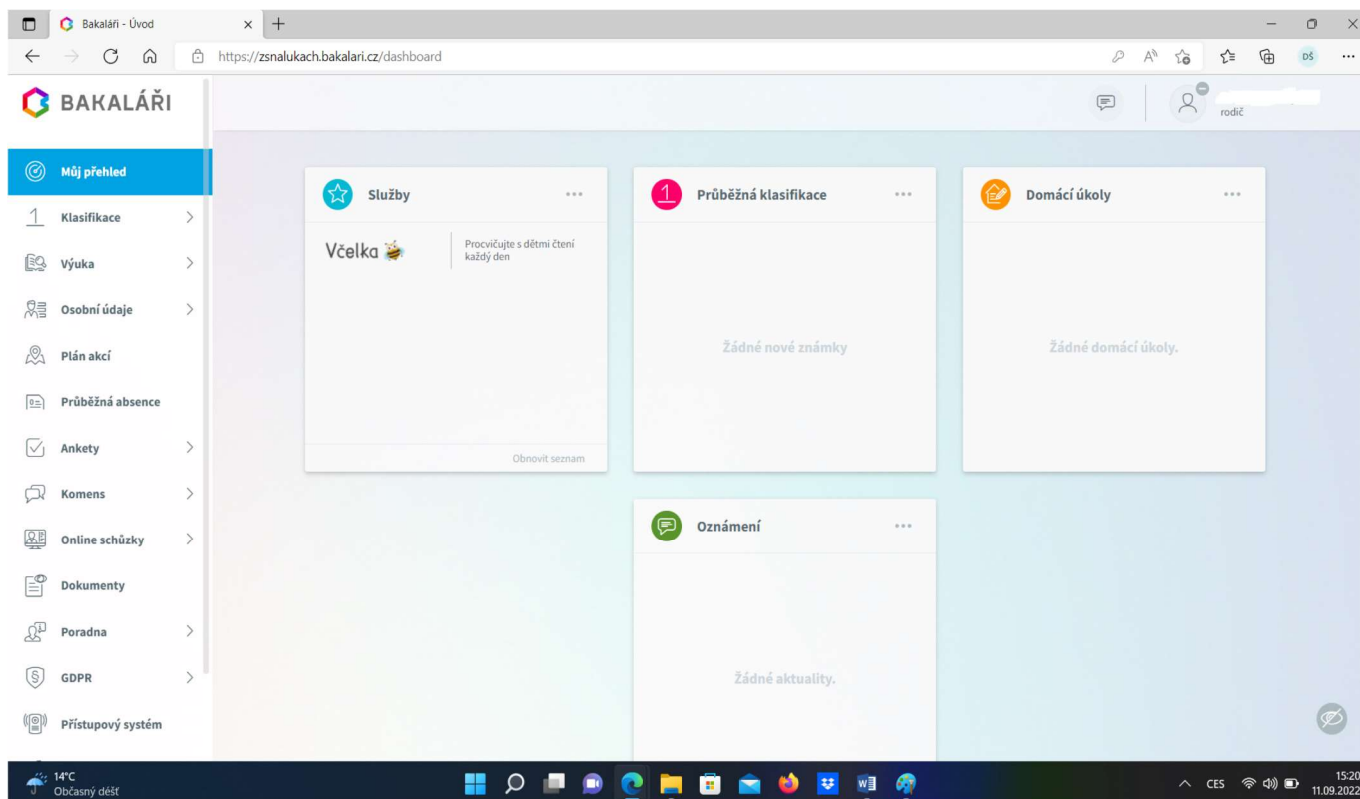 Bakaláři - Úvod
https://zsnalukach.bakalari.cz/dashboard
DŠ
BAKALÁŘI
rodič
Můj přehled
Klasifikace
Výuka
Osobní údaje
Plán akcí
Průběžná absence
Ankety
Komens
Online schůzky
Dokumenty
Poradna
GDPR
Přístupový systém
Služby
Včelka
Procvičujte s dětmi čtení
každý den
Obnovit seznam
Průběžná klasifikace
Žádné nové známky
Domácí úkoly
Žádné domácí úkoly.
Oznámení
Žádné aktuality.
14°C
Občasný déšť
CES
15:20
11.09.2022